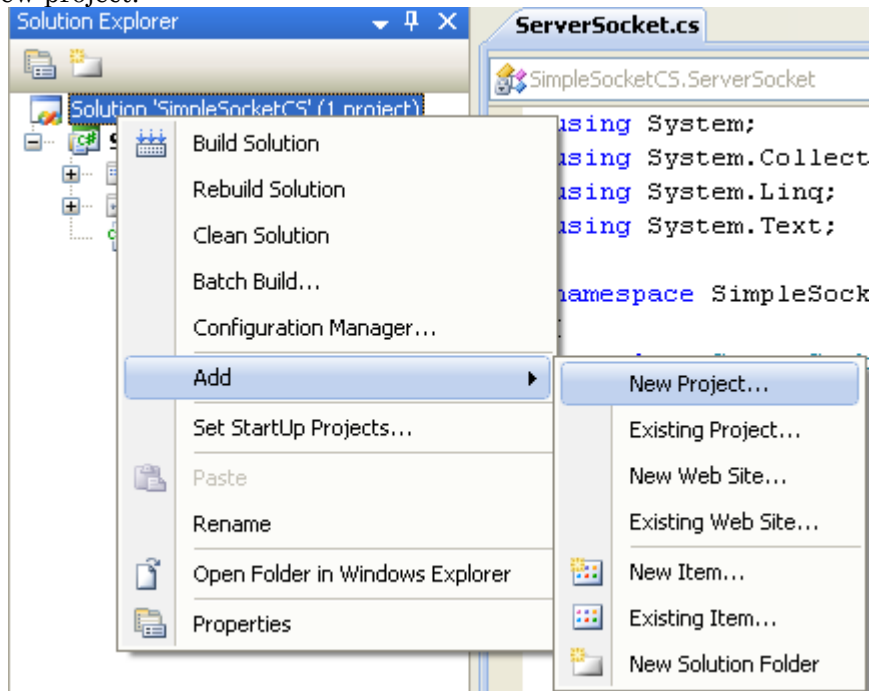 ew project.
Solution Explorer
ServerSocket.cs
SimpleSocketCS.ServerSocket
Solution 'SimpleSocketCS' (1 project)
using System;
using System.Collect
using System.Linq;
using System.Text;
namespace SimpleSock
Build Solution
Rebuild Solution
Clean Solution
Batch Build...
Configuration Manager...
Add
Set StartUp Projects...
Paste
Rename
Open Folder in Windows Explorer
Properties
New Project...
Existing Project...
New Web Site...
Existing Web Site...
New Item...
Existing Item...
New Solution Folder